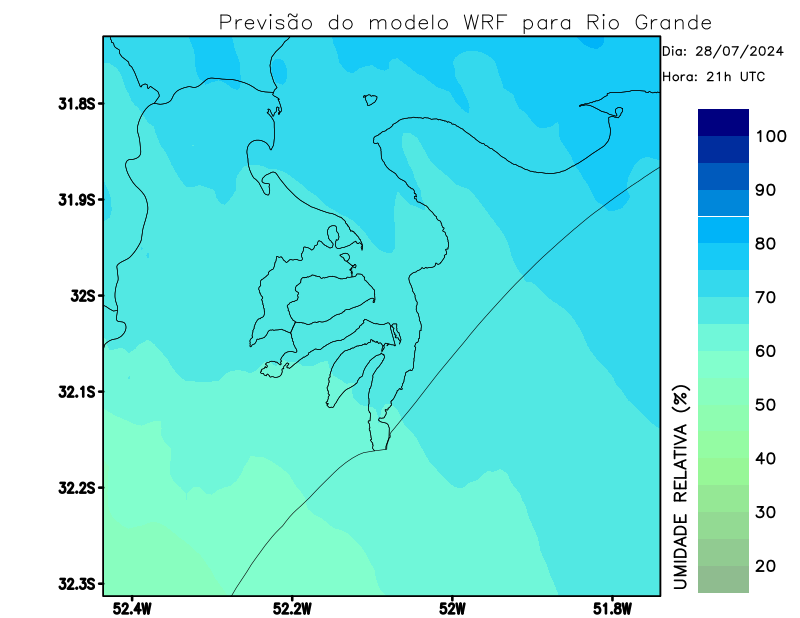 Previsão do modelo WRF para Rio Grande
Dia: 28/07/2024
Hora: 21h UTC
31.8S
31.9S
32S
32.1S
32.2S
32.3S
52.4W
52.2W
52W
51.8W
100
90
80
70
60
50
40
30
20
UMIDADE RELATIVA (%)